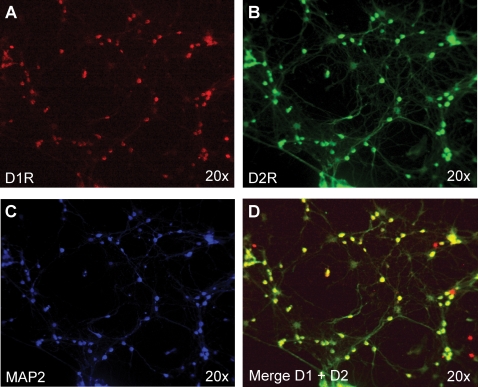 A
B
D1R 20x
D2R 20x
C
D
MAP2 20x
Merge D1 + D2 20x